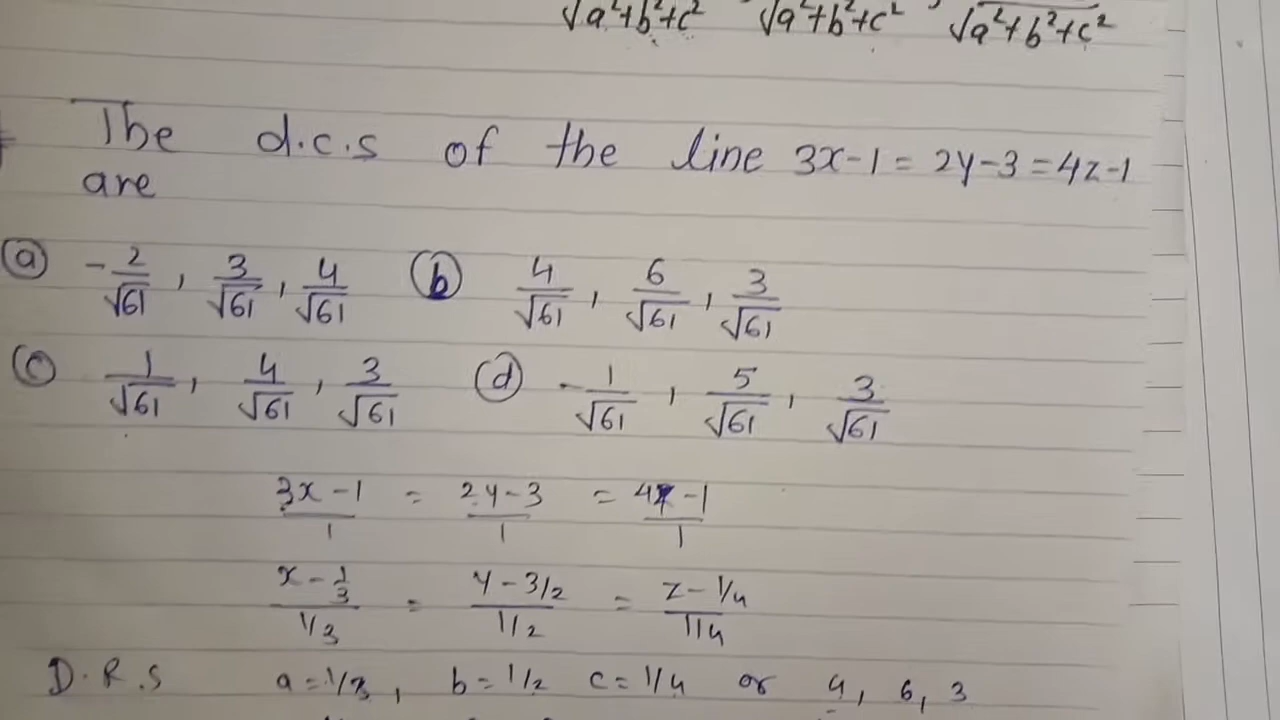 √a²+b²+c² √a²+b²+c² , √a²+b²+c²
The d.c.s of the line 3x-1 = 2y-3 = 4z-1
are
(a) -2/√61 , 3/√61 , 4/√61 (b) 4/√61 , 6/√61 , 3/√61
(c) 1/√61 , 4/√61 , 3/√61 (d) -1/√61 , 5/√61 , 3/√61
(3x-1)/1 = (2y-3)/1 = (4z-1)/1
(x-1/3)/(1/3) = (y-3/2)/(1/2) = (z-1/4)/(1/4)
D.R.S a=1/3, b=1/2 c=1/4 or 4, 6, 3